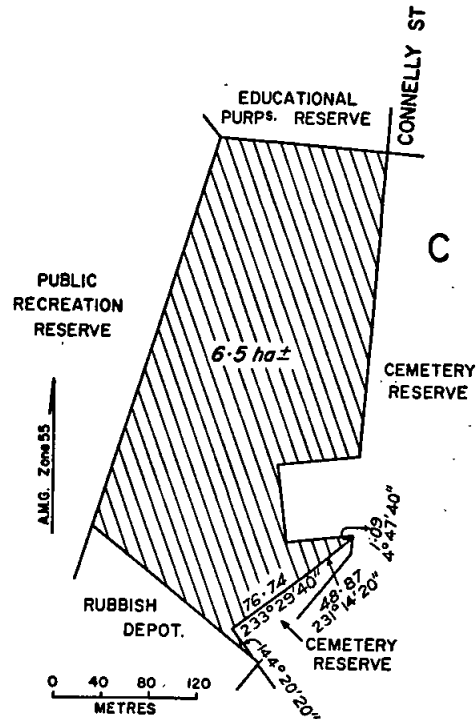 CONNELLY ST
EDUCATIONAL
PURPs. RESERVE
C
PUBLIC
RECREATION
RESERVE
6·5 ha±
CEMETERY
RESERVE
A.M.G. Zone 55
1·09
4°47'40"
76·74
233°29'40"
48·87
231°14'20"
RUBBISH
DEPOT.
CEMETERY
RESERVE
144°20'20"
0 40 80 120
METRES